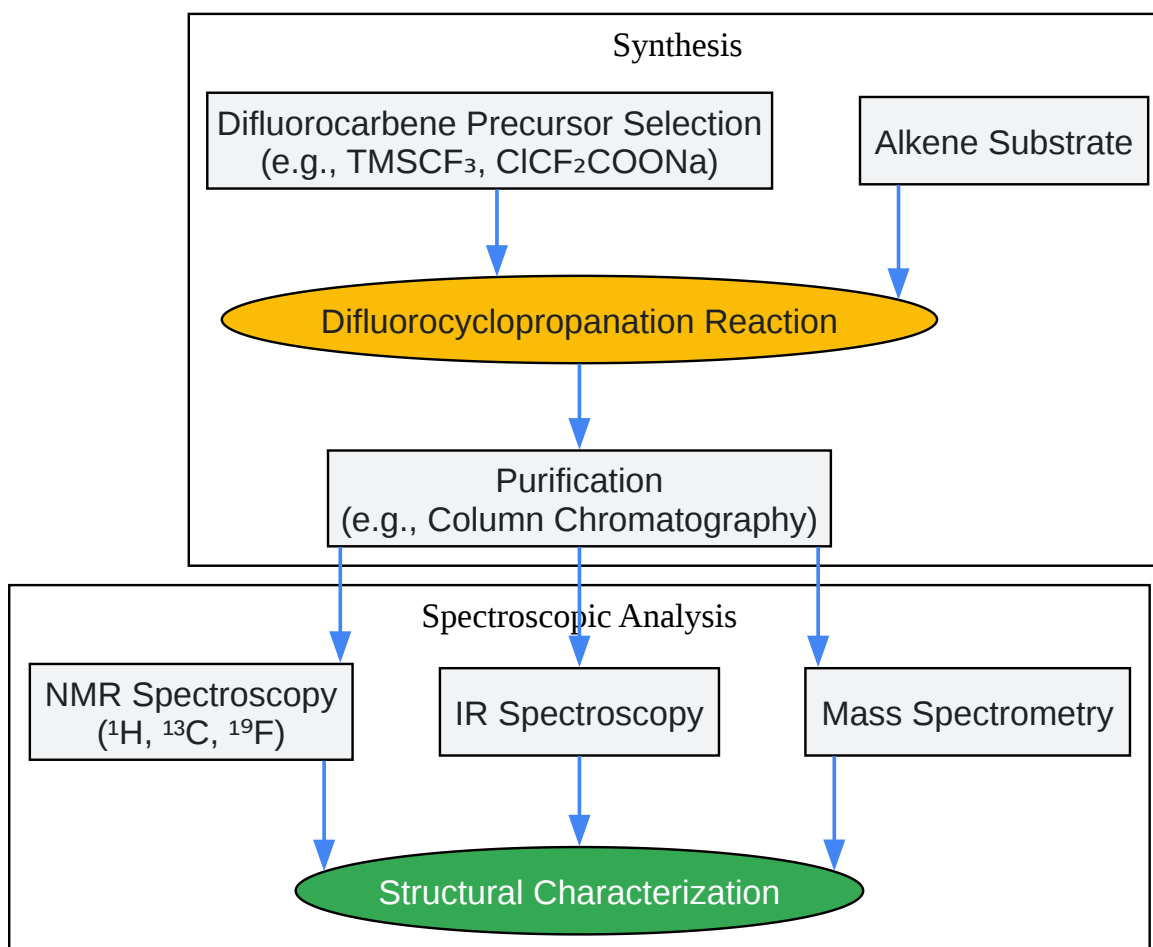 Synthesis
Difluorocarbene Precursor Selection
(e.g., TMSCF₃, ClCF₂COONa)
Alkene Substrate
Difluorocyclopropanation Reaction
Purification
(e.g., Column Chromatography)
Spectroscopic Analysis
NMR Spectroscopy
(¹H, ¹³C, ¹⁹F)
IR Spectroscopy
Mass Spectrometry
Structural Characterization